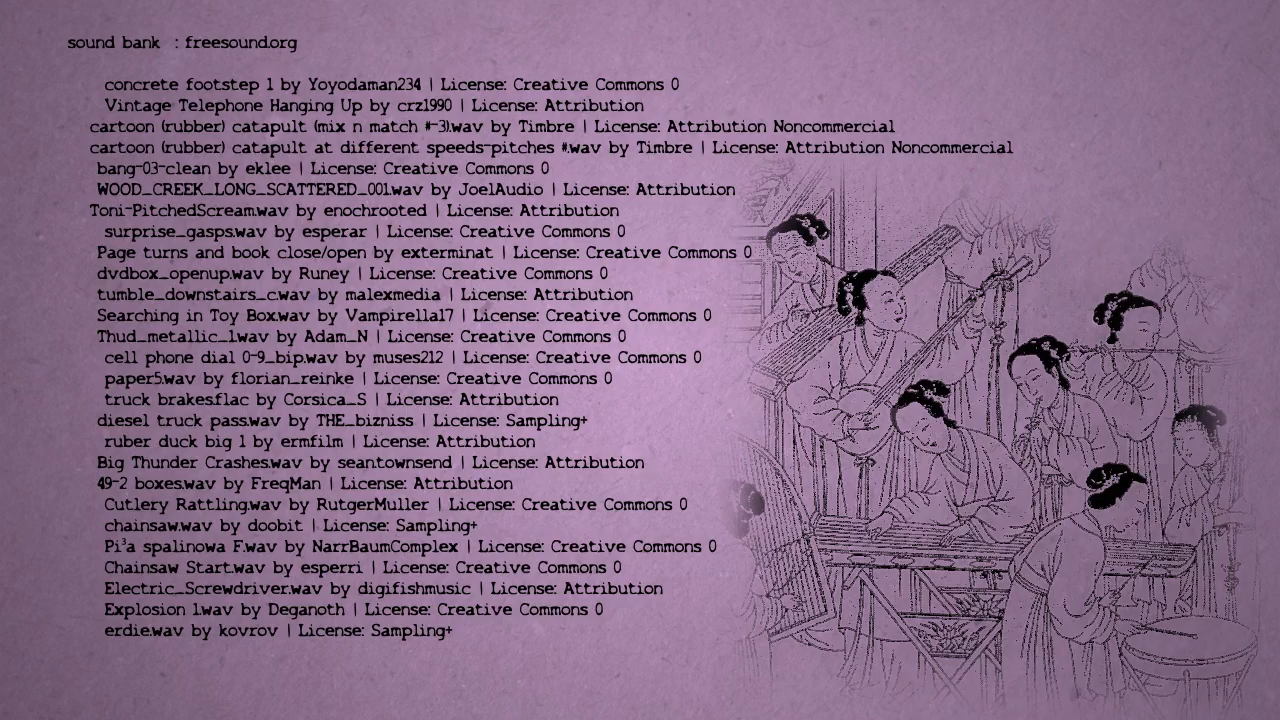 sound bank : freesound.org
concrete footstep 1 by Yoyodaman234 | License: Creative Commons 0
Vintage Telephone Hanging Up by crz1990 | License: Attribution
cartoon (rubber) catapult (mix n match #-3).wav by Timbre | License: Attribution Noncommercial
cartoon (rubber) catapult at different speeds-pitches #.wav by Timbre | License: Attribution Noncommercial
bang-03-clean by eklee | License: Creative Commons 0
WOOD_CREEK_LONG_SCATTERED_001.wav by JoelAudio | License: Attribution
Toni-PitchedScream.wav by enochrooted | License: Attribution
surprise_gasps.wav by esperar | License: Creative Commons 0
Page turns and book close/open by exterminat | License: Creative Commons 0
dvdbox_openup.wav by Runey | License: Creative Commons 0
tumble_downstairs_c.wav by malexmedia | License: Attribution
Searching in Toy Box.wav by Vampirella17 | License: Creative Commons 0
Thud_metallic_1.wav by Adam_N | License: Creative Commons 0
cell phone dial 0-9_bip.wav by muses212 | License: Creative Commons 0
paper5.wav by florian_reinke | License: Creative Commons 0
truck brakes.flac by Corsica_S | License: Attribution
diesel truck pass.wav by THE_bizniss | License: Sampling+
ruber duck big 1 by ermfilm | License: Attribution
Big Thunder Crashes.wav by seantownsend | License: Attribution
49-2 boxes.wav by FreqMan | License: Attribution
Cutlery Rattling.wav by RutgerMuller | License: Creative Commons 0
chainsaw.wav by doobit | License: Sampling+
Pi³a spalinowa F.wav by NarrBaumComplex | License: Creative Commons 0
Chainsaw Start.wav by esperri | License: Creative Commons 0
Electric_Screwdriver.wav by digifishmusic | License: Attribution
Explosion 1.wav by Deganoth | License: Creative Commons 0
erdie.wav by kovrov | License: Sampling+